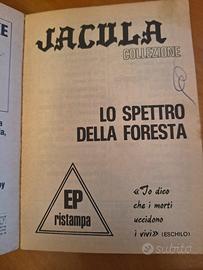 JACULA
COLLEZIONE
LO SPETTRO
DELLA FORESTA
EP
ristampa
«Io dico
che i morti
uccidono
i vivi» (ESCHILO)
subito